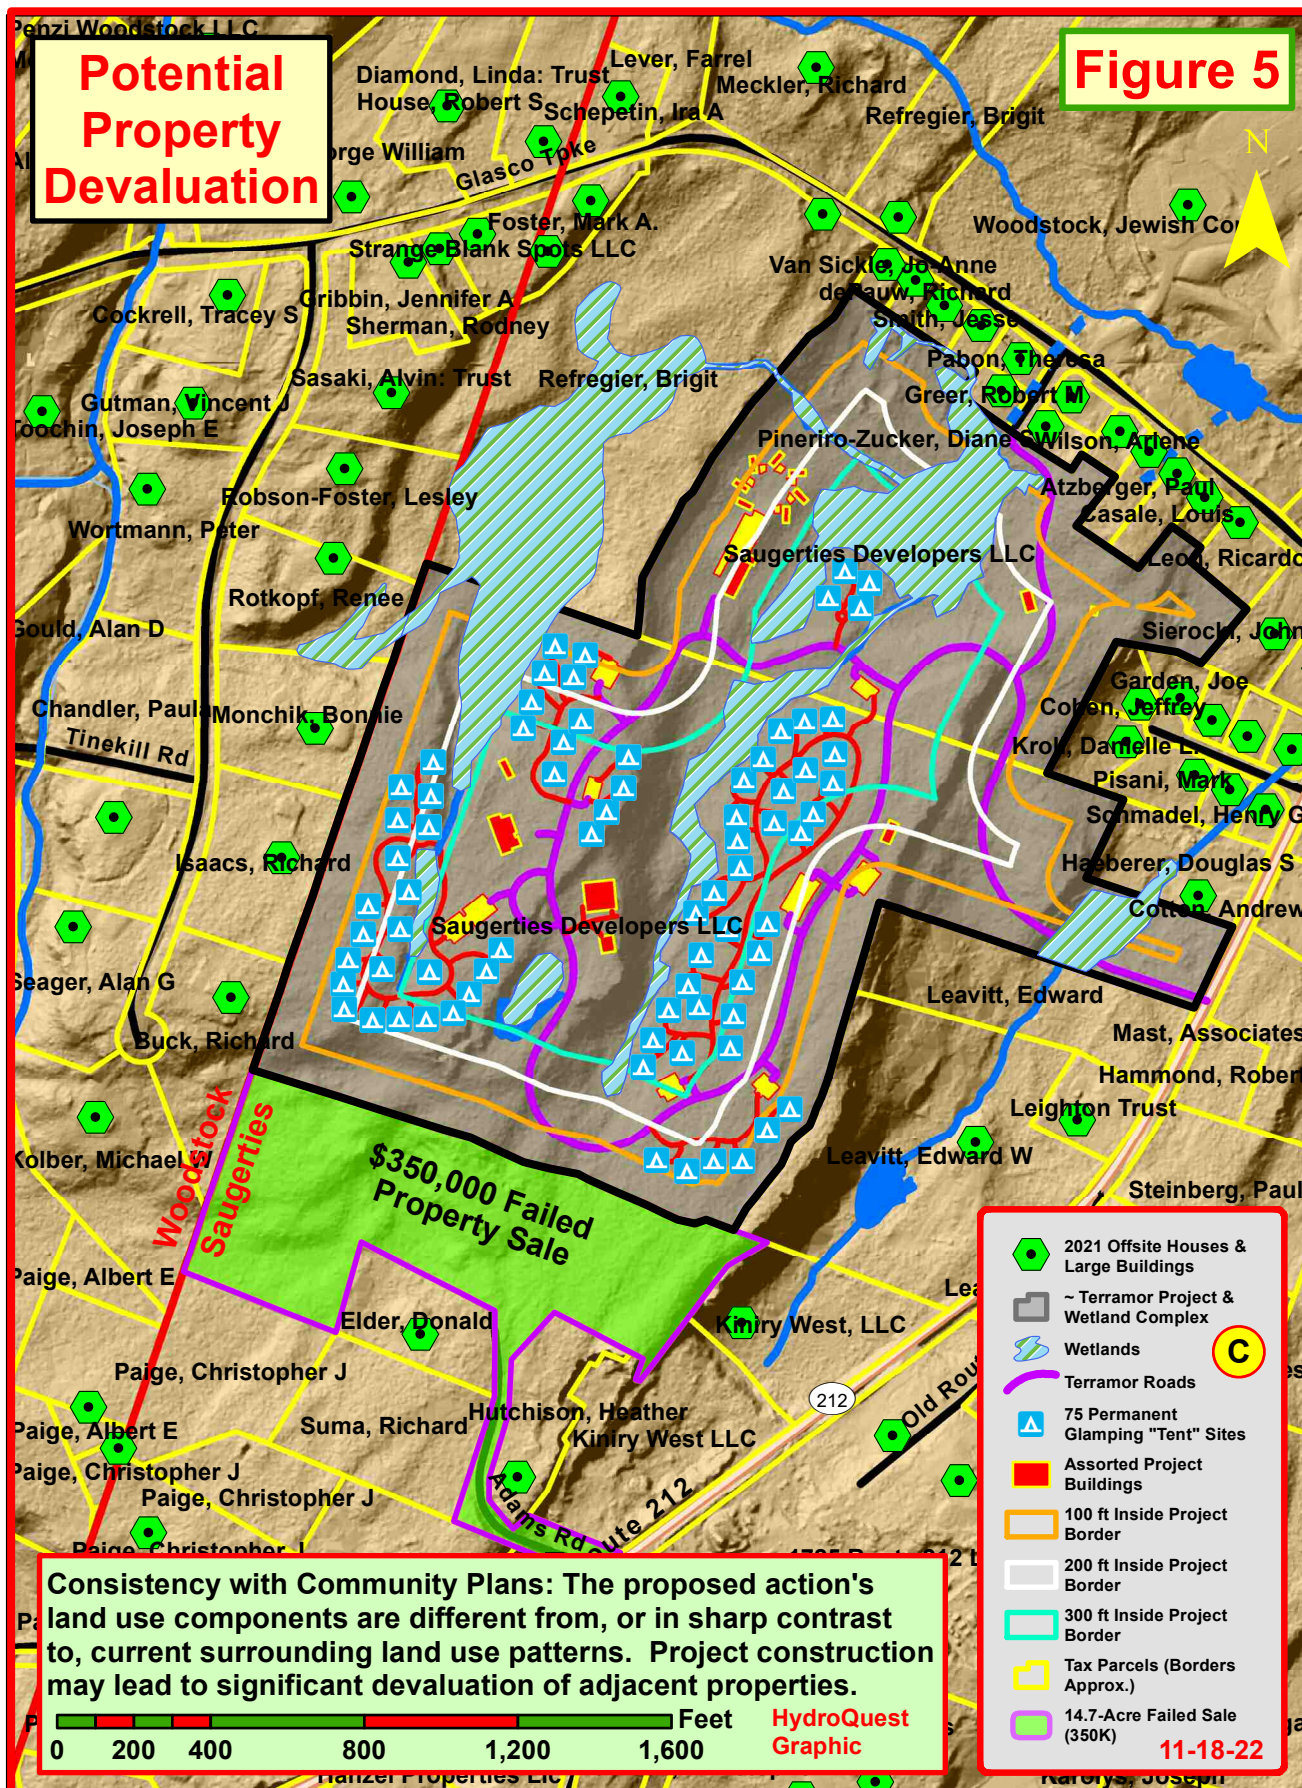 Penzi Woodstock LLC
Potential
Property
Devaluation
Figure 5
N
Lever, Farrel
Diamond, Linda: Trust
Meckler, Richard
House, Robert S
Schepetin, Ira A
Refregier, Brigit
orge William
Glasco Tpke
Foster, Mark A.
Woodstock, Jewish Co
Strange Blank Spots LLC
Van Sickle, Jo-Anne
dePauw, Richard
Gribbin, Jennifer A
Cockrell, Tracey S
Sherman, Rodney
Smith, Jesse
Pabon, Theresa
Sasaki, Alvin: Trust
Refregier, Brigit
Greer, Robert M
Gutman, Vincent J
Toochin, Joseph E
Pineriro-Zucker, Diane S
Wilson, Arlene
Robson-Foster, Lesley
Atzberger, Paul
Casale, Louis
Wortmann, Peter
Saugerties Developers LLC
Leon, Ricardo
Rotkopf, Renee
Gould, Alan D
Sierocki, John
Garden, Joe
Chandler, Paula
Monchik, Bonnie
Cohen, Jeffrey
Tinekill Rd
Krol, Danielle L
Pisani, Mark
Schmadel, Henry G
Isaacs, Richard
Haeberer, Douglas S
Cotten, Andrew
Saugerties Developers LLC
Seager, Alan G
Leavitt, Edward
Buck, Richard
Mast, Associates
Hammond, Robert
Leighton Trust
Woodstock
Saugerties
Kolber, Michael W
$350,000 Failed
Property Sale
Leavitt, Edward W
Steinberg, Paul
Paige, Albert E
Lea
Elder, Donald
Kiniry West, LLC
Paige, Christopher J
212
Old Rou
Suma, Richard
Hutchison, Heather
Kiniry West LLC
Paige, Albert E
Paige, Christopher J
Paige, Christopher J
Adams Rd
oute 212
Paige, Christopher J
2021 Offsite Houses &
Large Buildings
~ Terramor Project &
Wetland Complex
Wetlands
C
Terramor Roads
75 Permanent
Glamping "Tent" Sites
Assorted Project
Buildings
100 ft Inside Project
Border
200 ft Inside Project
Border
300 ft Inside Project
Border
Tax Parcels (Borders
Approx.)
14.7-Acre Failed Sale
(350K)
11-18-22
Consistency with Community Plans: The proposed action's
land use components are different from, or in sharp contrast
to, current surrounding land use patterns. Project construction
may lead to significant devaluation of adjacent properties.
Feet
0 200 400 800 1,200 1,600
HydroQuest
Graphic
Hanzel Properties Llc
Karolys, Joseph